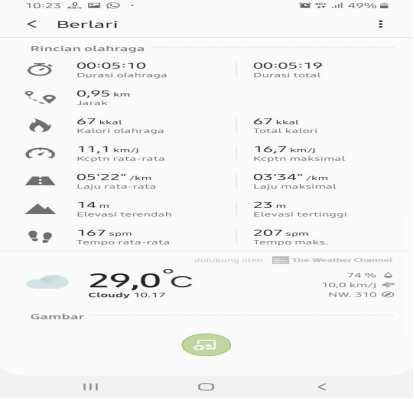 10:23 49%
< Berlari
Rincian olahraga
00:05:10 00:05:19
Durasi olahraga Durasi total
0,95 km
Jarak
67 kkal 67 kkal
Kalori olahraga Total kalori
11,1 km/j 16,7 km/j
Kcptn rata-rata Kcptn maksimal
05'22" /km 03'34" /km
Laju rata-rata Laju maksimal
14 m 23 m
Elevasi terendah Elevasi tertinggi
167 spm 207 spm
Tempo rata-rata Tempo maks.
didukung oleh The Weather Channel
29,0°C
Cloudy 10.17
74 %
10,0 km/j
NW. 310
Gambar